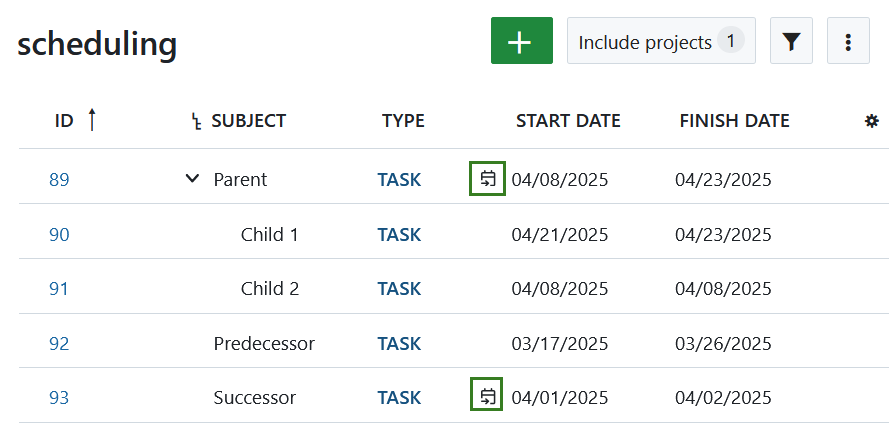 scheduling
Include projects 1
ID SUBJECT TYPE START DATE FINISH DATE
89 Parent TASK 04/08/2025 04/23/2025
90 Child 1 TASK 04/21/2025 04/23/2025
91 Child 2 TASK 04/08/2025 04/08/2025
92 Predecessor TASK 03/17/2025 03/26/2025
93 Successor TASK 04/01/2025 04/02/2025